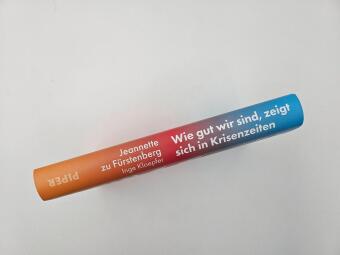 Jeannette
zu Fürstenberg
Inge Kloepfer
Wie gut wir sind, zeigt
sich in Krisenzeiten
PIPER